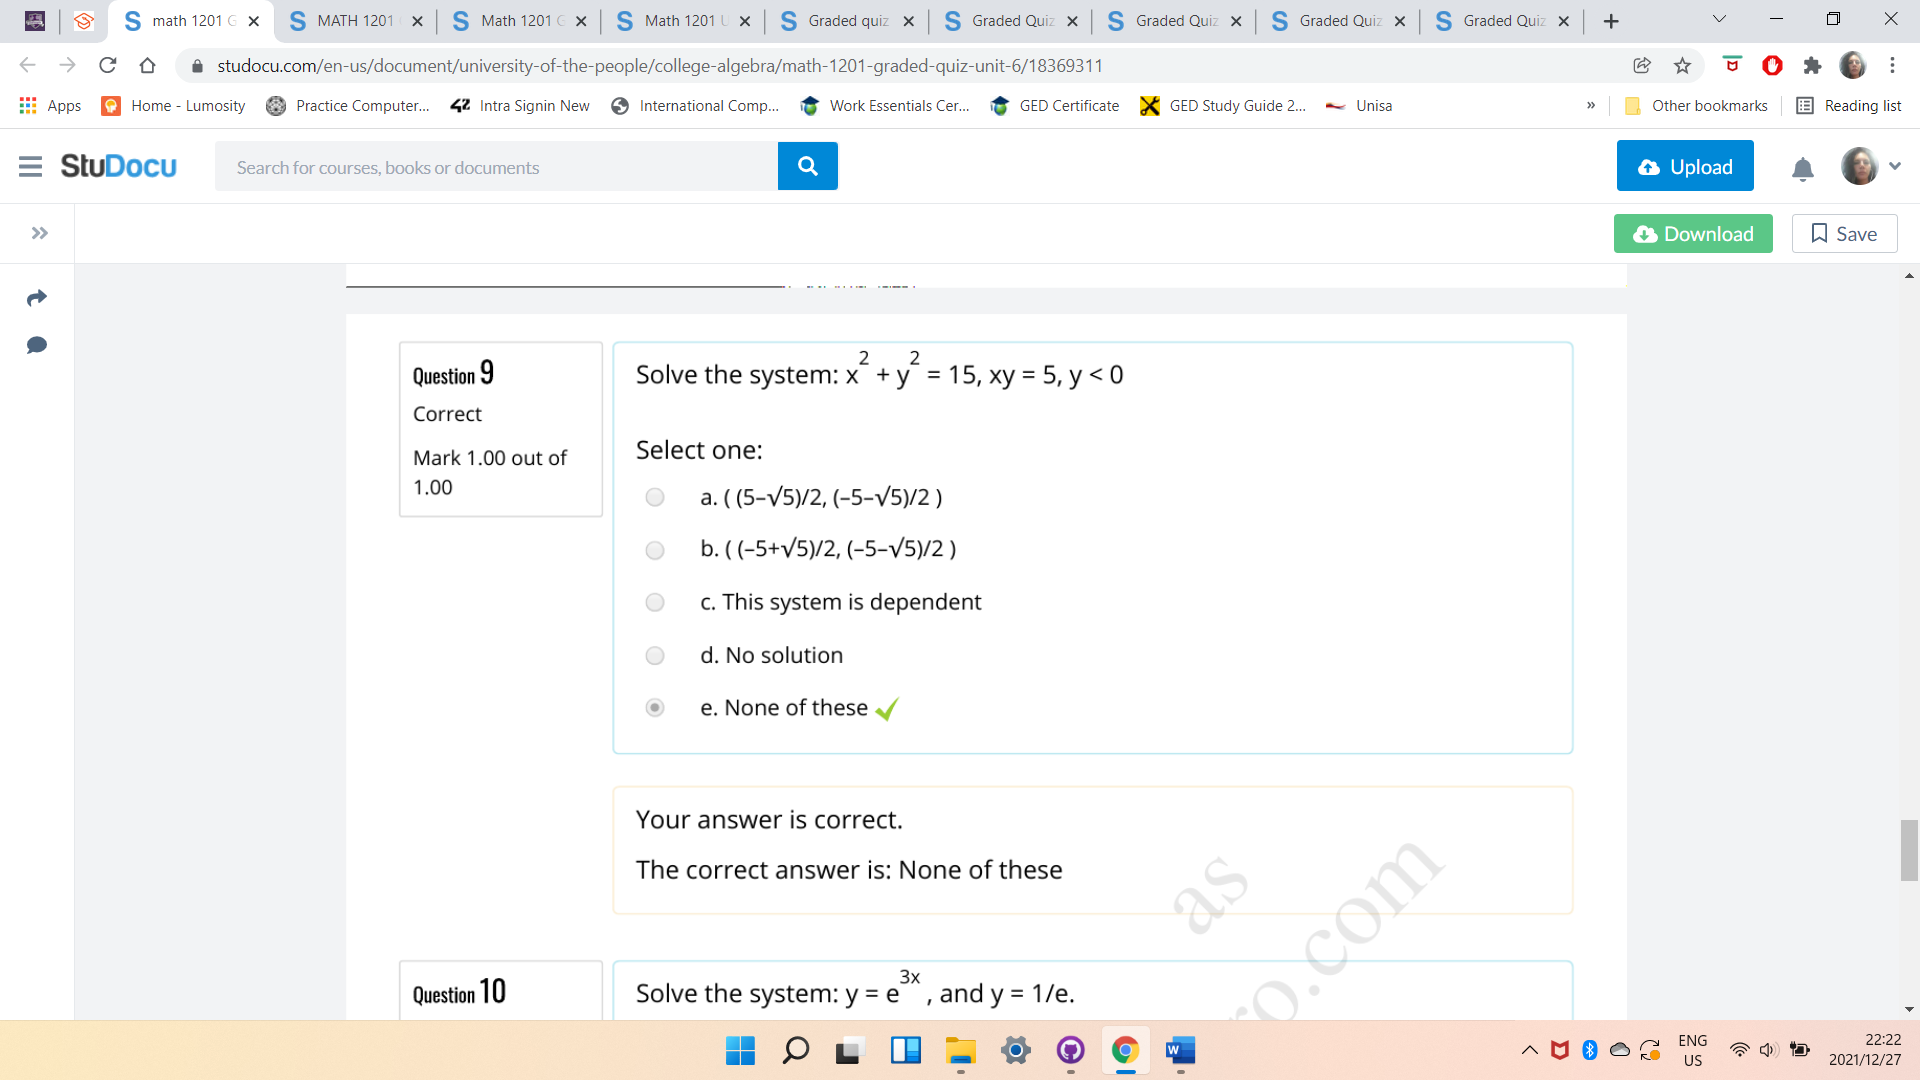 math 1201 G
MATH 1201
Math 1201 G
Math 1201 U
Graded quiz
Graded Quiz
Graded Quiz
Graded Quiz
Graded Quiz
studocu.com/en-us/document/university-of-the-people/college-algebra/math-1201-graded-quiz-unit-6/18369311
Apps
Home - Lumosity
Practice Computer...
Intra Signin New
International Comp...
Work Essentials Cer...
GED Certificate
GED Study Guide 2...
Unisa
»
Other bookmarks
Reading list
StuDocu
Search for courses, books or documents
Upload
Download
Save
Question 9
Correct
Mark 1.00 out of
1.00
Solve the system: x² + y² = 15, xy = 5, y < 0
Select one:
a. ( (5–√5)/2, (–5–√5)/2 )
b. ( (–5+√5)/2, (–5–√5)/2 )
c. This system is dependent
d. No solution
e. None of these
Your answer is correct.
The correct answer is: None of these
as
ro.com
Question 10
Solve the system: y = e³ˣ , and y = 1/e.
ENG
US
22:22
2021/12/27